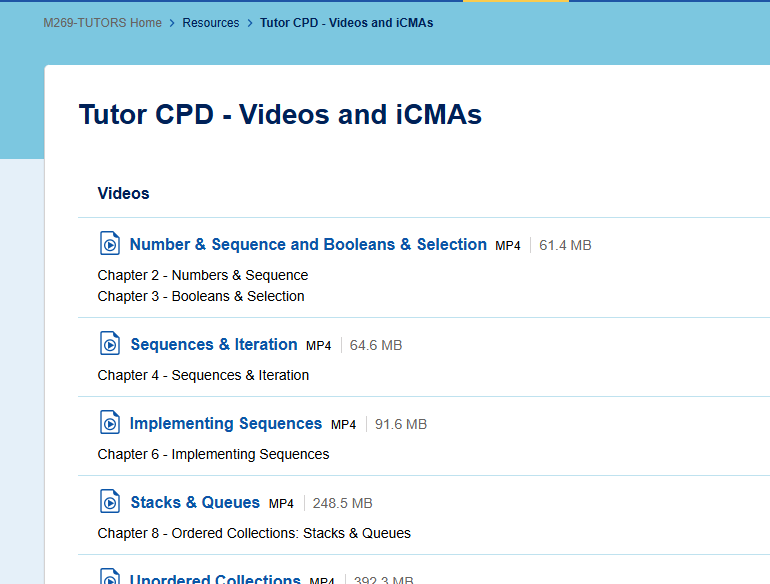 M269-TUTORS Home > Resources > Tutor CPD - Videos and iCMAs
Tutor CPD - Videos and iCMAs
Videos
Number & Sequence and Booleans & Selection MP4 61.4 MB
Chapter 2 - Numbers & Sequence
Chapter 3 - Booleans & Selection
Sequences & Iteration MP4 64.6 MB
Chapter 4 - Sequences & Iteration
Implementing Sequences MP4 91.6 MB
Chapter 6 - Implementing Sequences
Stacks & Queues MP4 248.5 MB
Chapter 8 - Ordered Collections: Stacks & Queues
Unordered Collections MP4 392.3 MB